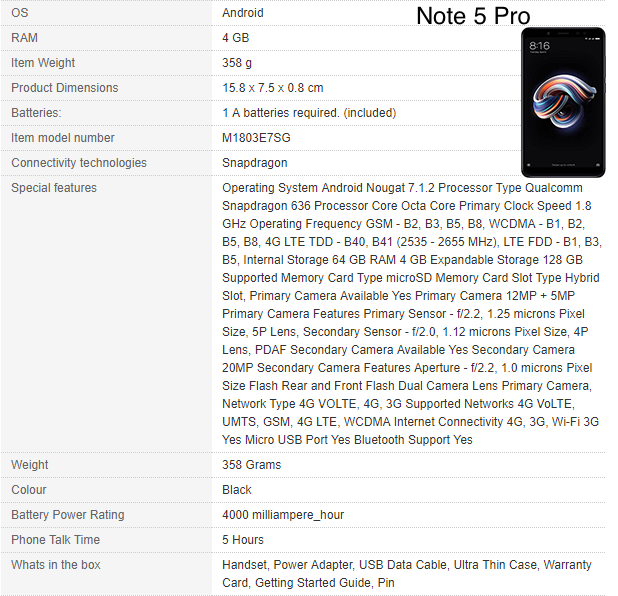 Note 5 Pro
8:16
OS Android
RAM 4 GB
Item Weight 358 g
Product Dimensions 15.8 x 7.5 x 0.8 cm
Batteries: 1 A batteries required. (included)
Item model number M1803E7SG
Connectivity technologies Snapdragon
Special features Operating System Android Nougat 7.1.2 Processor Type Qualcomm
Snapdragon 636 Processor Core Octa Core Primary Clock Speed 1.8
GHz Operating Frequency GSM - B2, B3, B5, B8, WCDMA - B1, B2,
B5, B8, 4G LTE TDD - B40, B41 (2535 - 2655 MHz), LTE FDD - B1, B3,
B5, Internal Storage 64 GB RAM 4 GB Expandable Storage 128 GB
Supported Memory Card Type microSD Memory Card Slot Type Hybrid
Slot, Primary Camera Available Yes Primary Camera 12MP + 5MP
Primary Camera Features Primary Sensor - f/2.2, 1.25 microns Pixel
Size, 5P Lens, Secondary Sensor - f/2.0, 1.12 microns Pixel Size, 4P
Lens, PDAF Secondary Camera Available Yes Secondary Camera
20MP Secondary Camera Features Aperture - f/2.2, 1.0 microns Pixel
Size Flash Rear and Front Flash Dual Camera Lens Primary Camera,
Network Type 4G VOLTE, 4G, 3G Supported Networks 4G VoLTE,
UMTS, GSM, 4G LTE, WCDMA Internet Connectivity 4G, 3G, Wi-Fi 3G
Yes Micro USB Port Yes Bluetooth Support Yes
Weight 358 Grams
Colour Black
Battery Power Rating 4000 milliampere_hour
Phone Talk Time 5 Hours
Whats in the box Handset, Power Adapter, USB Data Cable, Ultra Thin Case, Warranty
Card, Getting Started Guide, Pin